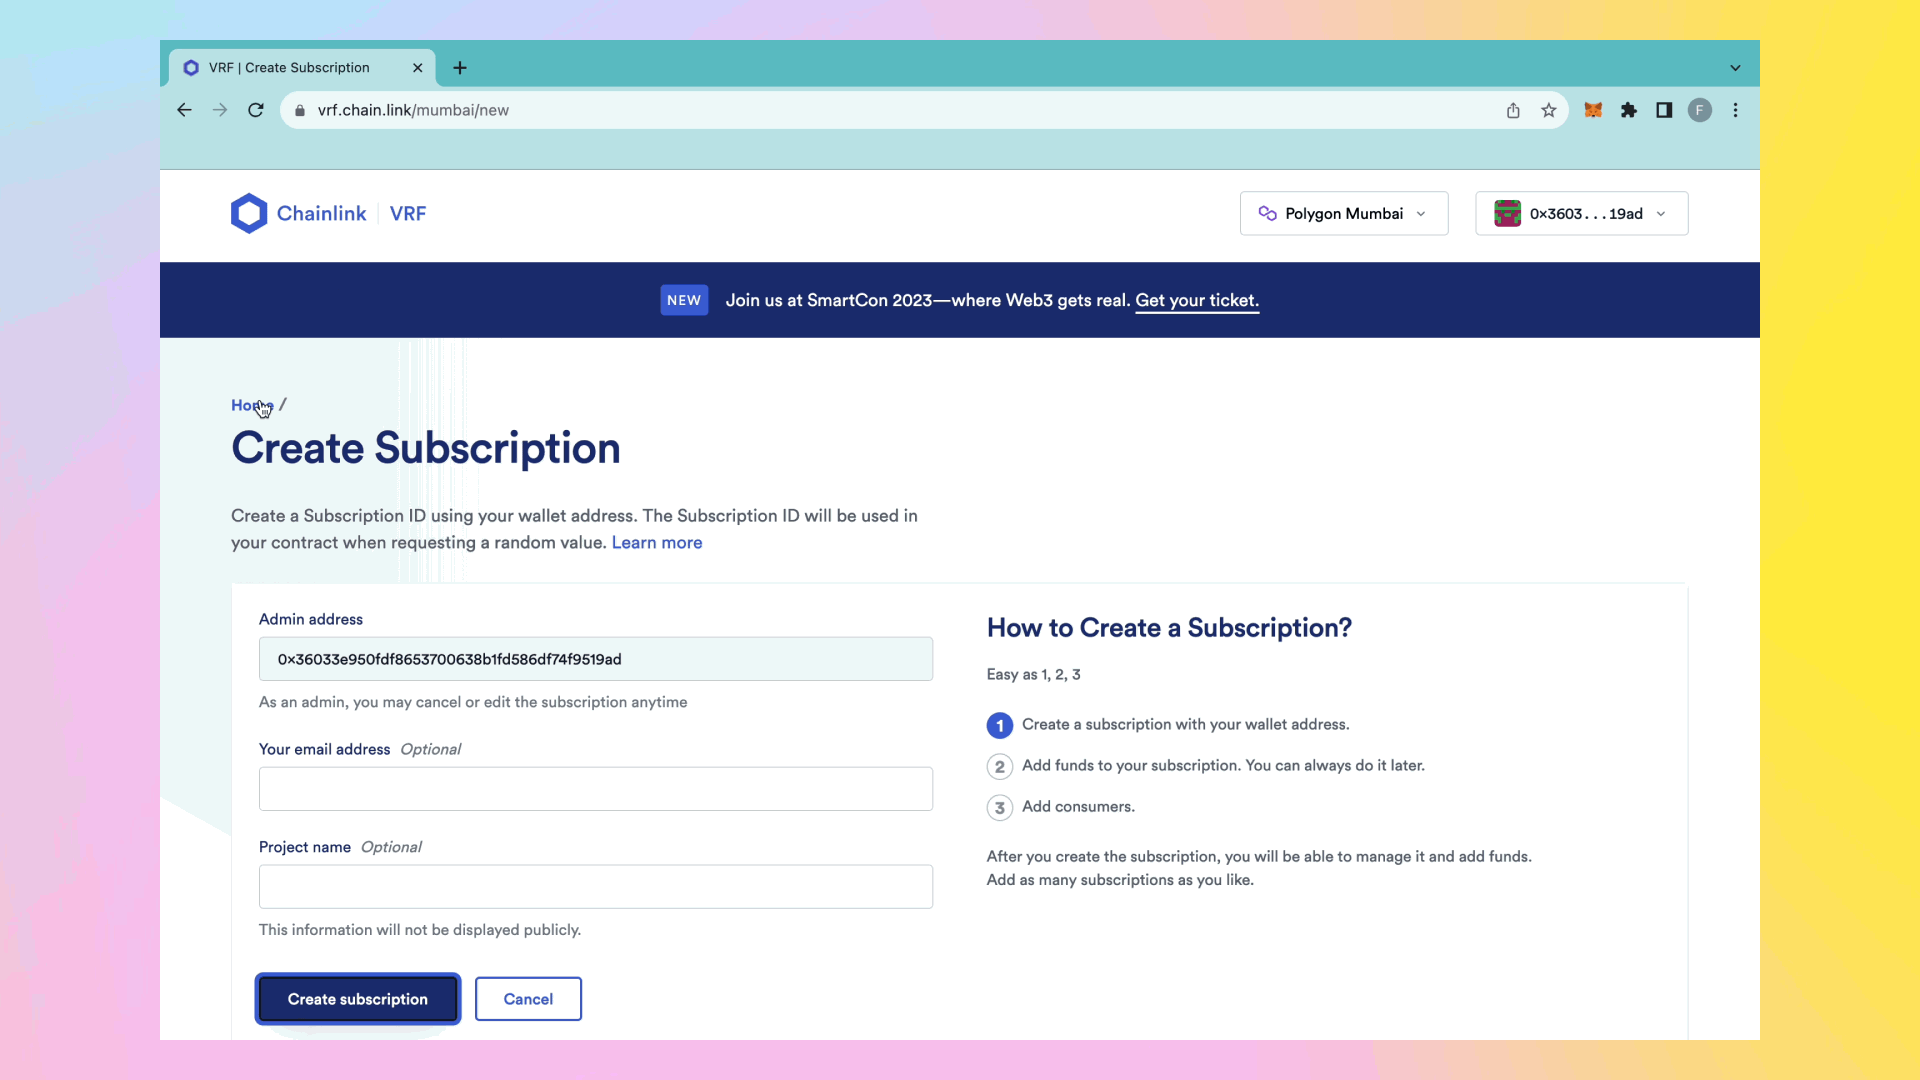 VRF | Create Subscription
vrf.chain.link/mumbai/new
F
Chainlink VRF
Polygon Mumbai
0x3603...19ad
NEW Join us at SmartCon 2023—where Web3 gets real. Get your ticket.
Home /
Create Subscription
Create a Subscription ID using your wallet address. The Subscription ID will be used in
your contract when requesting a random value. Learn more
Admin address
0x36033e950fdf8653700638b1fd586df74f9519ad
As an admin, you may cancel or edit the subscription anytime
Your email address Optional
Project name Optional
This information will not be displayed publicly.
Create subscription
Cancel
How to Create a Subscription?
Easy as 1, 2, 3
1 Create a subscription with your wallet address.
2 Add funds to your subscription. You can always do it later.
3 Add consumers.
After you create the subscription, you will be able to manage it and add funds.
Add as many subscriptions as you like.